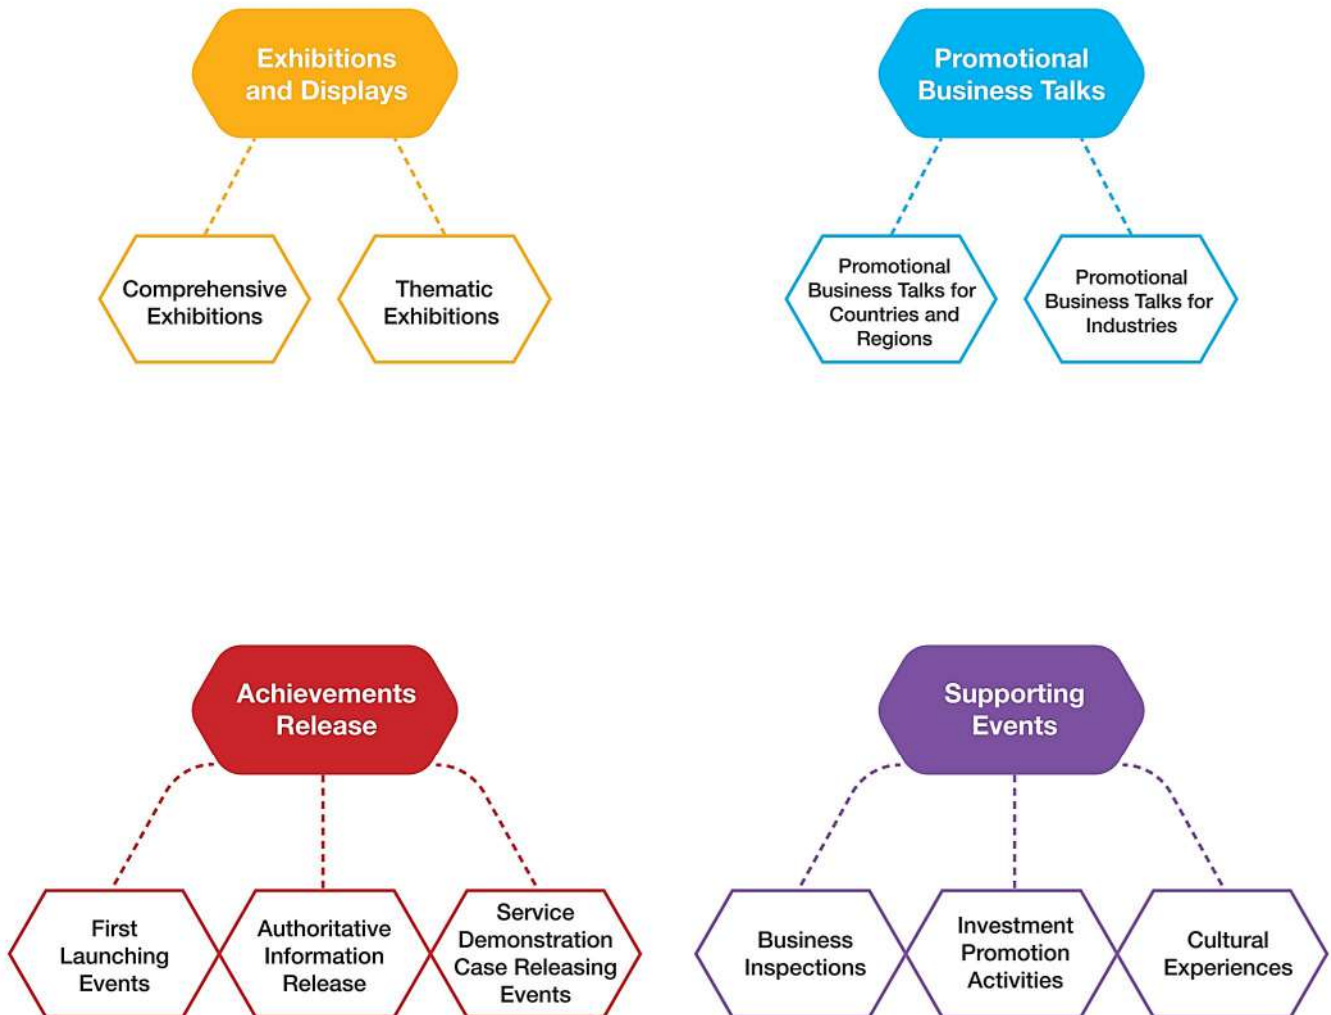 Exhibitions
and Displays
Comprehensive
Exhibitions
Thematic
Exhibitions
Promotional
Business Talks
Promotional
Business Talks for
Countries and
Regions
Promotional
Business Talks for
Industries
Achievements
Release
First
Launching
Events
Authoritative
Information
Release
Service
Demonstration
Case Releasing
Events
Supporting
Events
Business
Inspections
Investment
Promotion
Activities
Cultural
Experiences